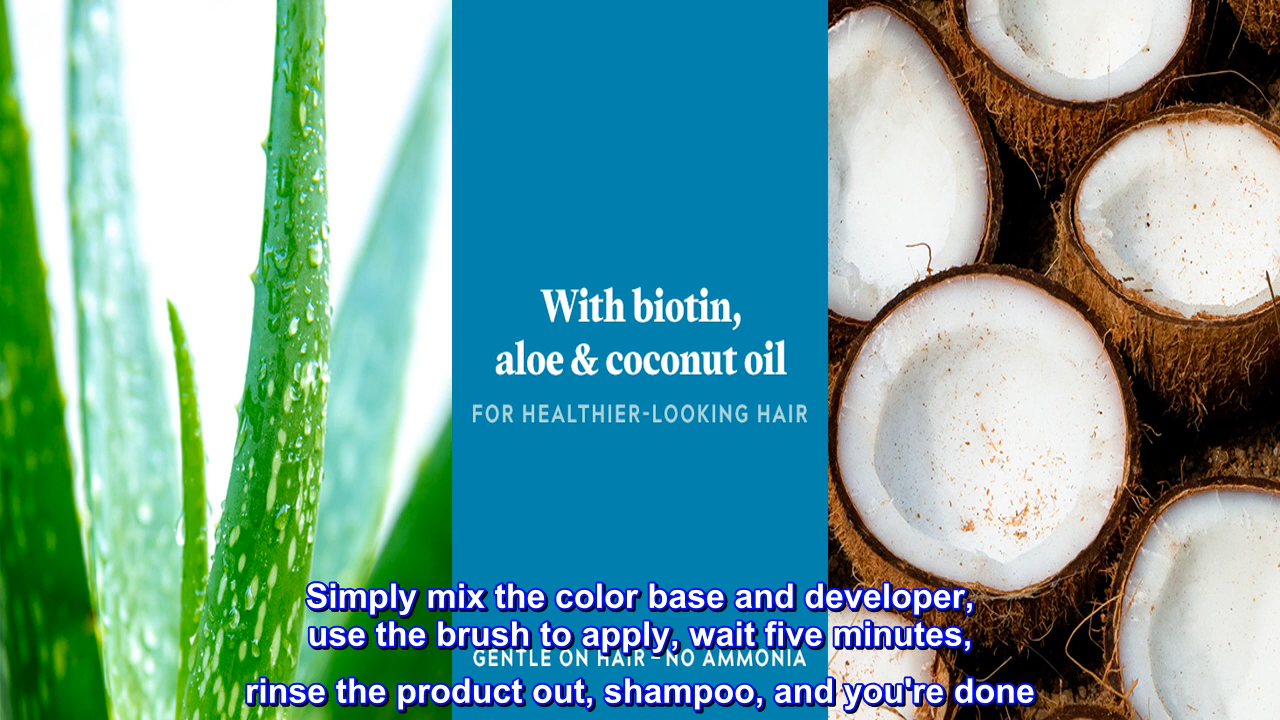 With biotin,
aloe & coconut oil
FOR HEALTHIER-LOOKING HAIR
Simply mix the color base and developer,
use the brush to apply, wait five minutes,
GENTLE ON HAIR – NO AMMONIA
rinse the product out, shampoo, and you're done